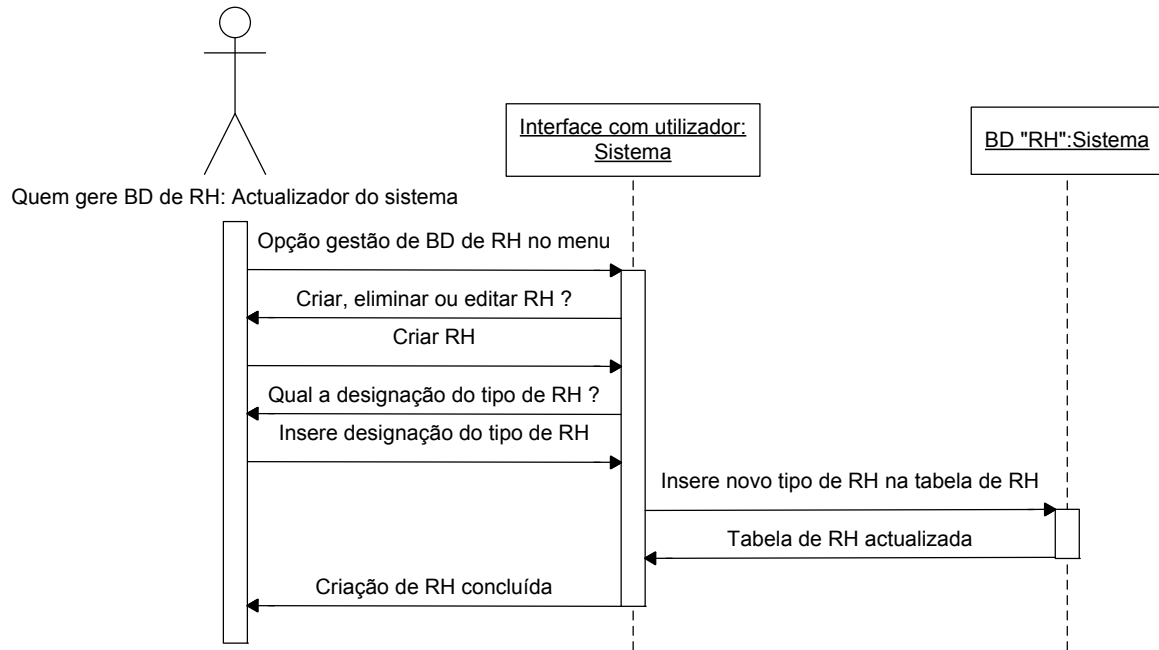 Interface com utilizador:
Sistema
BD "RH":Sistema
Quem gere BD de RH: Actualizador do sistema
Opção gestão de BD de RH no menu
Criar, eliminar ou editar RH ?
Criar RH
Qual a designação do tipo de RH ?
Insere designação do tipo de RH
Insere novo tipo de RH na tabela de RH
Tabela de RH actualizada
Criação de RH concluída